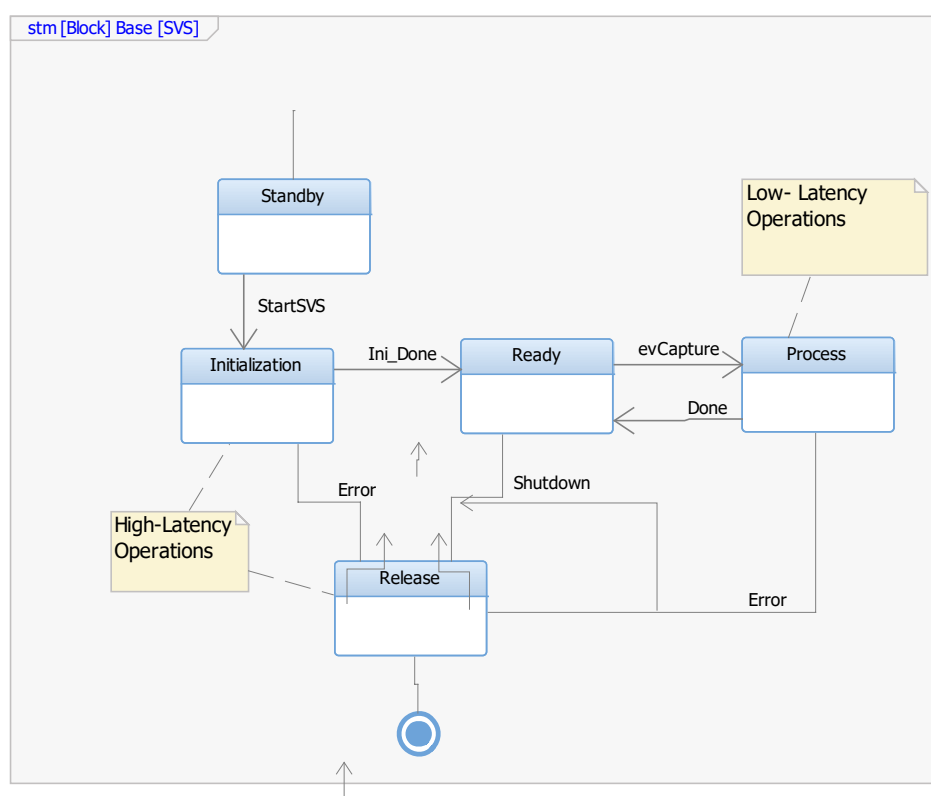 stm [Block] Base [SVS]
Standby
Low- Latency
Operations
StartSVS
Initialization
Ini_Done
Ready
evCapture
Process
Done
Error
Shutdown
High-Latency
Operations
Release
Error